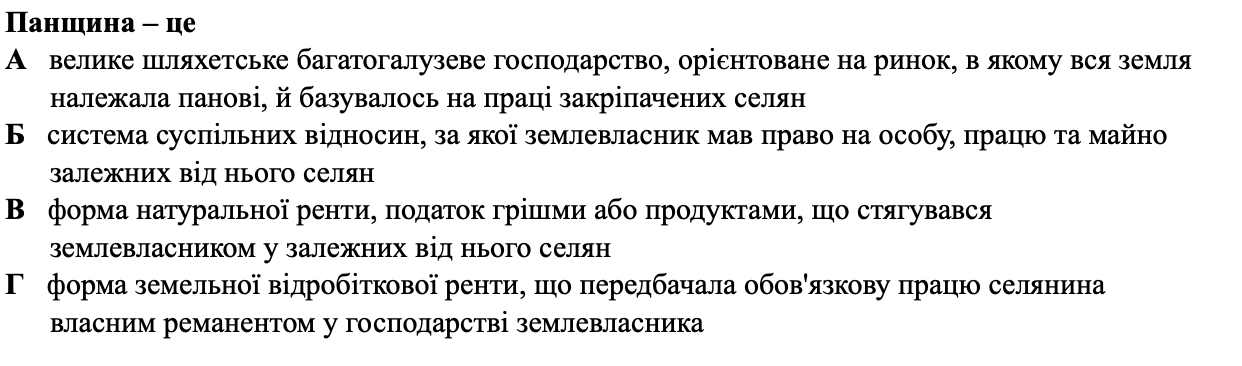 Панщина – це
А велике шляхетське багатогалузеве господарство, орієнтоване на ринок, в якому вся земля
належала панові, й базувалось на праці закріпачених селян
Б система суспільних відносин, за якої землевласник мав право на особу, працю та майно
залежних від нього селян
В форма натуральної ренти, податок грішми або продуктами, що стягувався
землевласником у залежних від нього селян
Г форма земельної відробіткової ренти, що передбачала обов'язкову працю селянина
власним реманентом у господарстві землевласника